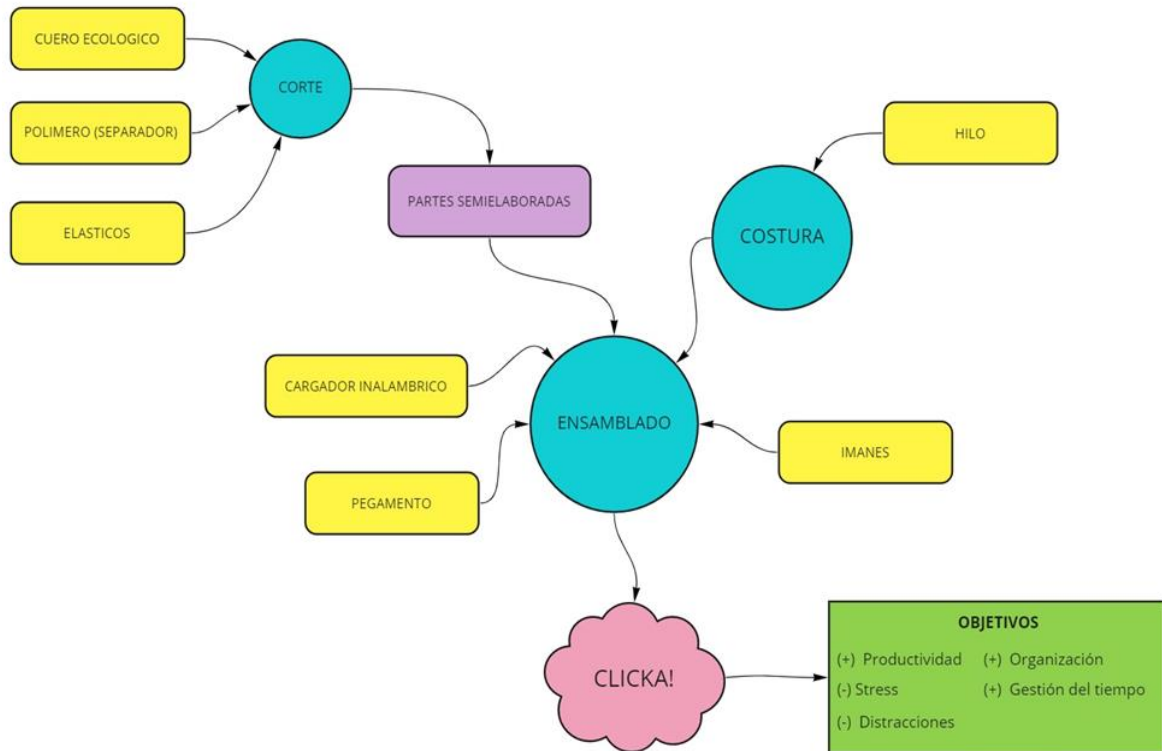 CUERO ECOLOGICO
CORTE
POLIMERO (SEPARADOR)
HILO
PARTES SEMIELABORADAS
ELASTICOS
COSTURA
CARGADOR INALAMBRICO
ENSAMBLADO
IMANES
PEGAMENTO
CLICKA!
OBJETIVOS
(+) Productividad (+) Organización
(-) Stress (+) Gestión del tiempo
(-) Distracciones